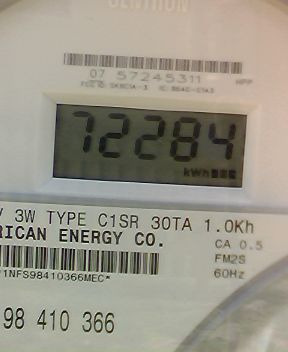 CENTRON
07 57245311
72284
kWh
V 3W TYPE C1SR 30TA 1.0Kh
RICAN ENERGY CO.
CA 0.5
FM2S
60Hz
1NFS98410366MEC*
98 410 366